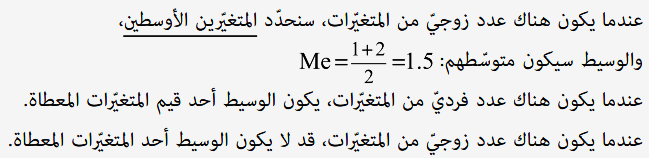 عندما يكون هناك عدد زوجيّ من المتغيّرات، سنحدّد المتغيّرين الأوسطين،
والوسيط سيكون متوسّطهم: Me = (1+2)/2 = 1.5
عندما يكون هناك عدد فرديّ من المتغيّرات، يكون الوسيط أحد قيم المتغيّرات المعطاة.
عندما يكون هناك عدد زوجيّ من المتغيّرات، قد لا يكون الوسيط أحد المتغيّرات المعطاة.